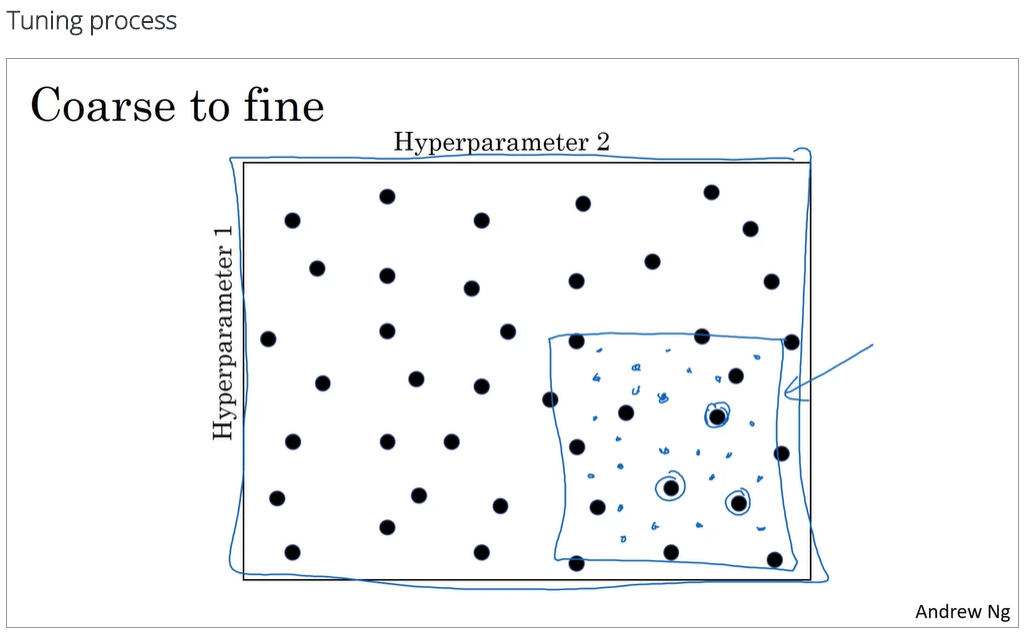 Tuning process
Coarse to fine
Hyperparameter 2
Hyperparameter 1
Andrew Ng